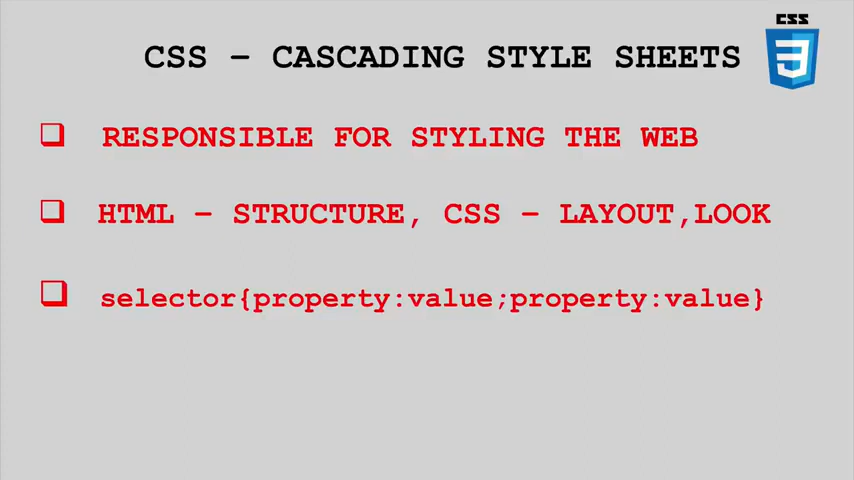 CSS
CSS – CASCADING STYLE SHEETS
RESPONSIBLE FOR STYLING THE WEB
HTML – STRUCTURE, CSS – LAYOUT,LOOK
selector{property:value;property:value}